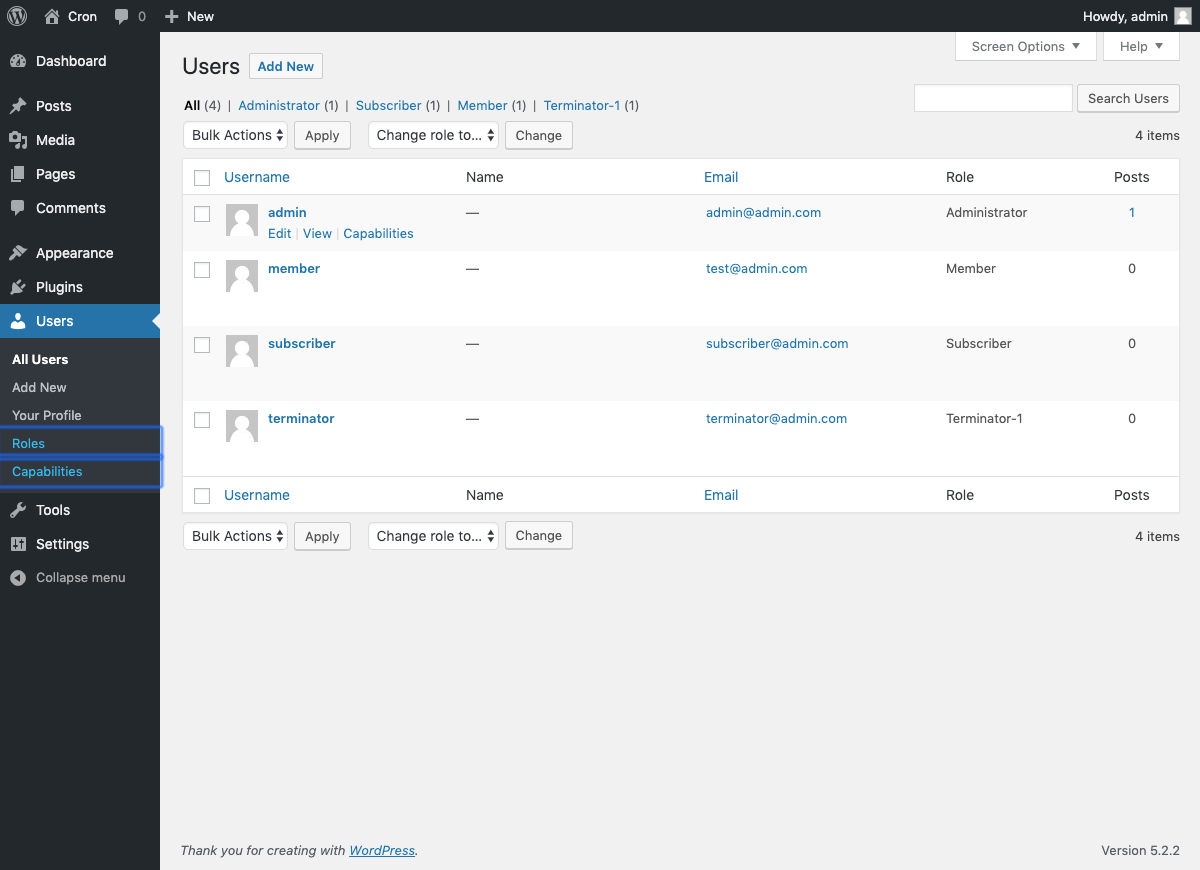 Cron 0 New Howdy, admin
Dashboard
Posts
Media
Pages
Comments
Appearance
Plugins
Users
All Users
Add New
Your Profile
Roles
Capabilities
Tools
Settings
Collapse menu
Screen Options Help
Users Add New
All (4) | Administrator (1) | Subscriber (1) | Member (1) | Terminator-1 (1)
Search Users
Bulk Actions Apply Change role to... Change 4 items
Username Name Email Role Posts
admin — admin@admin.com Administrator 1
Edit | View | Capabilities
member — test@admin.com Member 0
subscriber — subscriber@admin.com Subscriber 0
terminator — terminator@admin.com Terminator-1 0
Username Name Email Role Posts
Bulk Actions Apply Change role to... Change 4 items
Thank you for creating with WordPress. Version 5.2.2